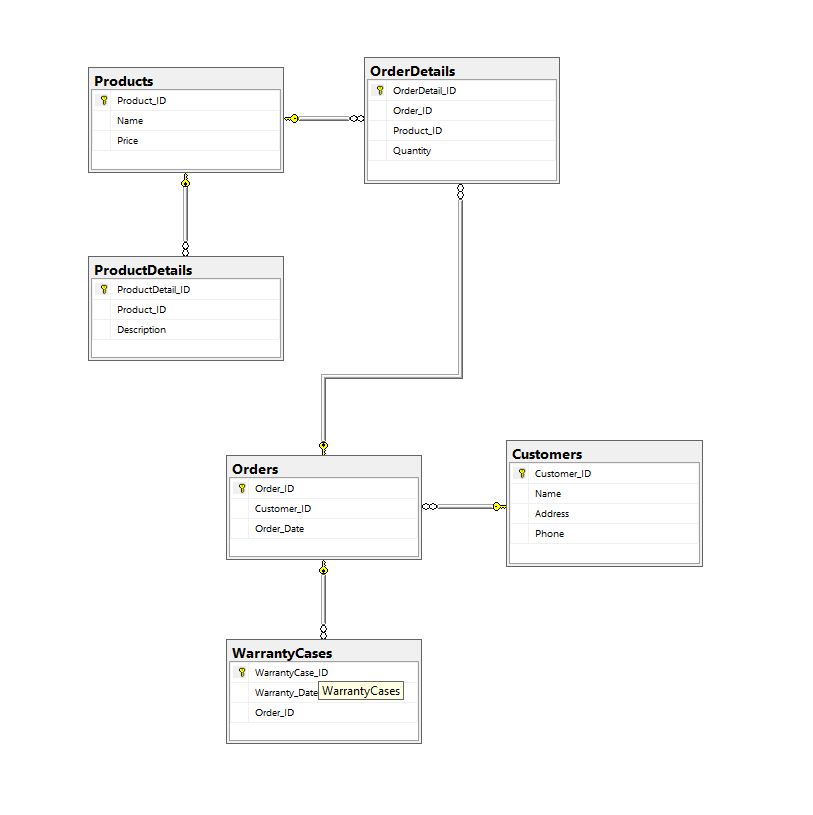 Products
Product_ID
Name
Price
OrderDetails
OrderDetail_ID
Order_ID
Product_ID
Quantity
ProductDetails
ProductDetail_ID
Product_ID
Description
Orders
Order_ID
Customer_ID
Order_Date
Customers
Customer_ID
Name
Address
Phone
WarrantyCases
WarrantyCase_ID
Warranty_Date
WarrantyCases
Order_ID